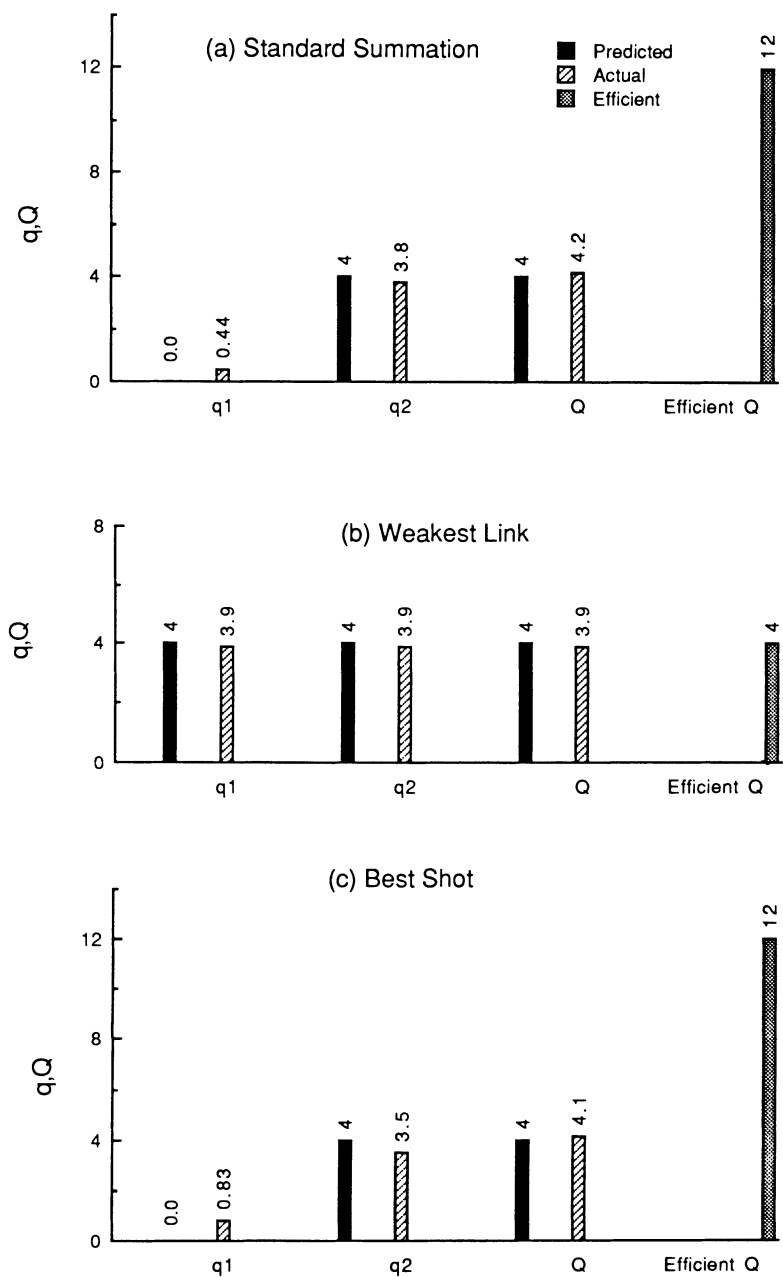 (a) Standard Summation
Predicted
Actual
Efficient
q,Q
12
8
4
0
0.0
0.44
4
3.8
4
4.2
12
q1
q2
Q
Efficient Q
(b) Weakest Link
q,Q
8
4
0
4
3.9
4
3.9
4
3.9
4
q1
q2
Q
Efficient Q
(c) Best Shot
q,Q
12
8
4
0
0.0
0.83
4
3.5
4
4.1
12
q1
q2
Q
Efficient Q